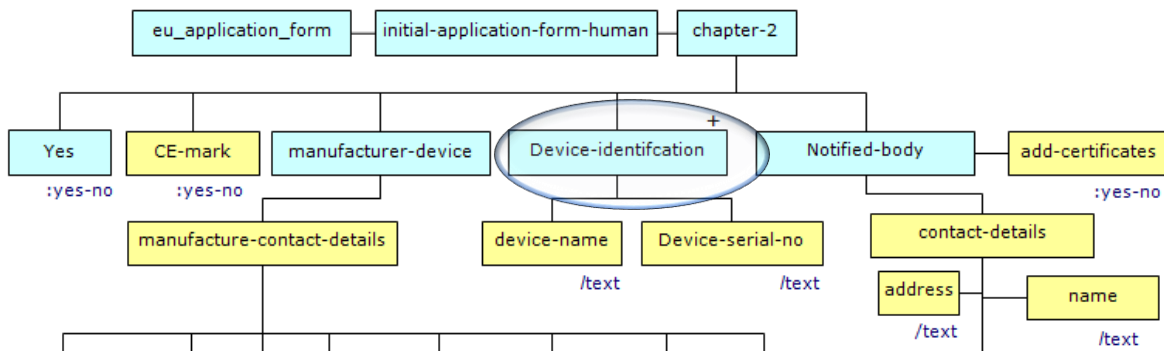 eu_application_form
initial-application-form-human
chapter-2
+
Yes
CE-mark
manufacturer-device
Device-identifcation
Notified-body
add-certificates
:yes-no
:yes-no
:yes-no
manufacture-contact-details
device-name
Device-serial-no
contact-details
/text
/text
address
name
/text
/text